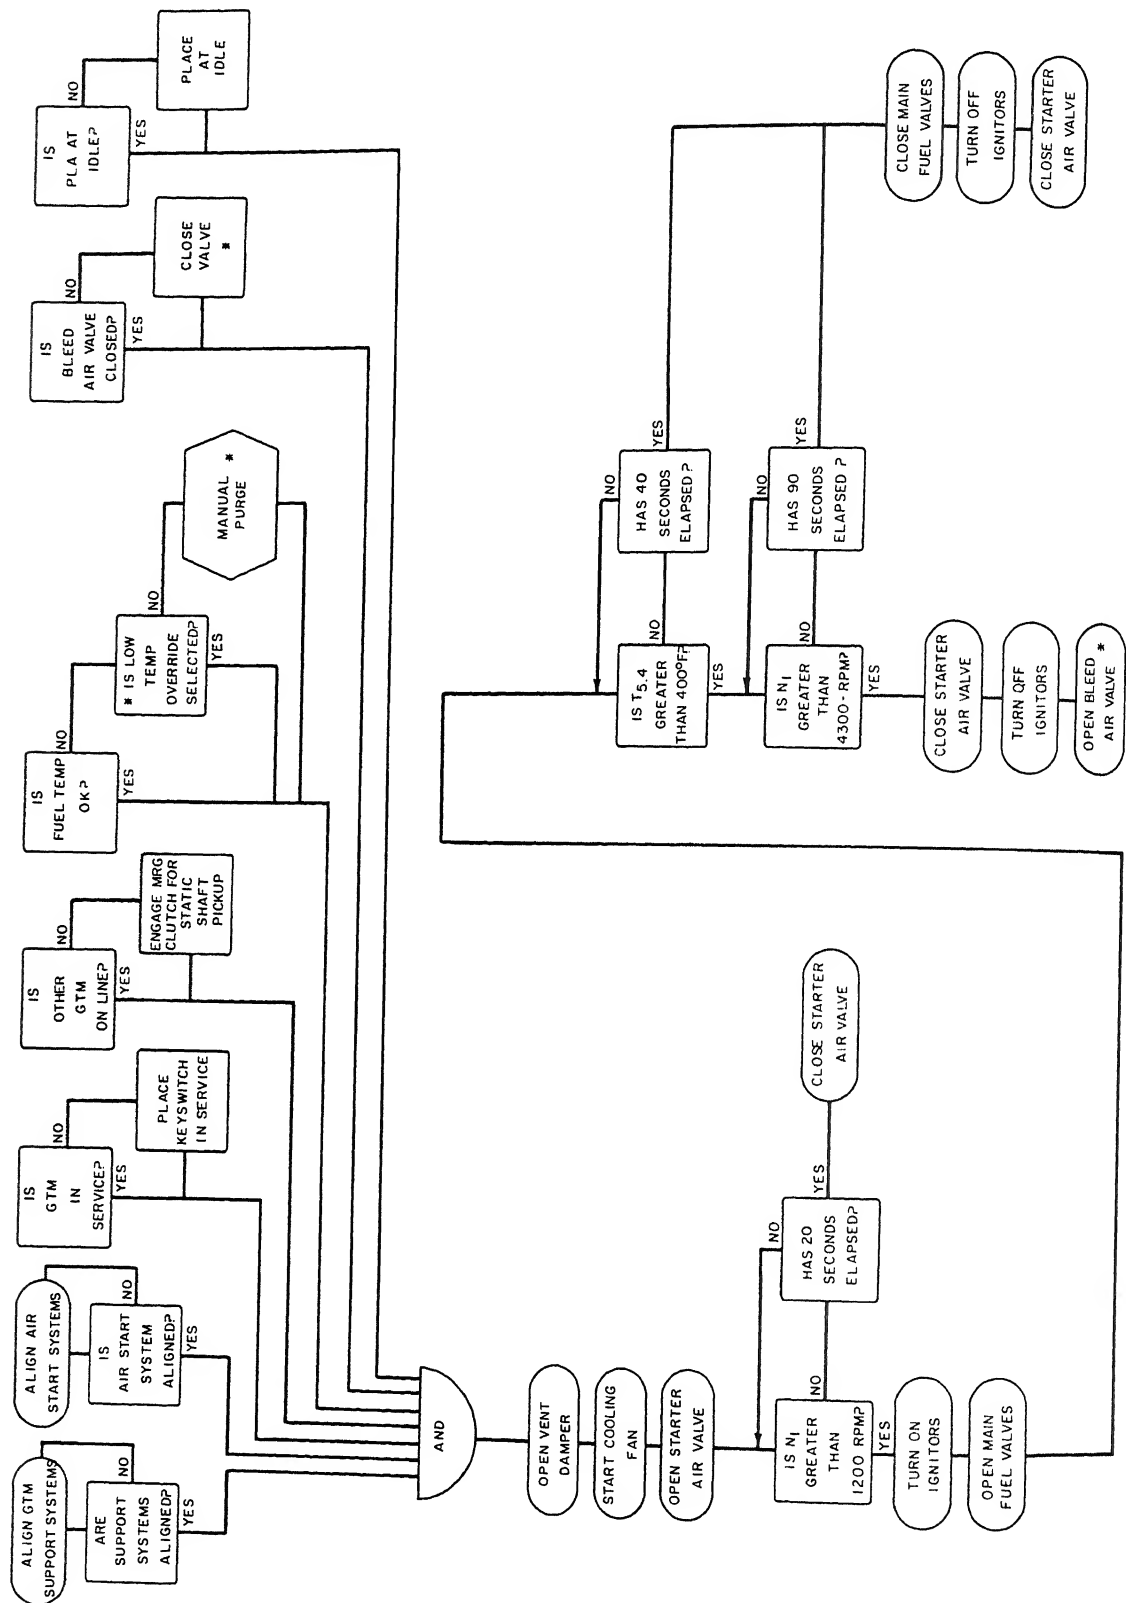 ALIGN GTM
SUPPORT SYSTEMS
ARE
SUPPORT
SYSTEMS
ALIGNED?
NO
YES
ALIGN AIR
START SYSTEMS
IS
AIR START
SYSTEM
ALIGNED?
NO
YES
IS
GTM
IN
SERVICE?
NO
YES
PLACE
KEYSWITCH
IN SERVICE
IS
OTHER
GTM
ON LINE?
NO
YES
ENGAGE MRG
CLUTCH FOR
STATIC
SHAFT
PICKUP
IS
FUEL TEMP
OK?
NO
YES
* IS LOW
TEMP
OVERRIDE
SELECTED?
NO
YES
MANUAL *
PURGE
IS
BLEED
AIR VALVE
CLOSED?
NO
YES
CLOSE
VALVE
*
IS
PLA AT
IDLE?
NO
YES
PLACE
AT
IDLE
AND
OPEN VENT
DAMPER
START COOLING
FAN
OPEN STARTER
AIR VALVE
IS N1
GREATER
THAN
1200 RPM?
NO
YES
HAS 20
SECONDS
ELAPSED?
NO
YES
CLOSE STARTER
AIR VALVE
TURN ON
IGNITORS
OPEN MAIN
FUEL VALVES
IS T5.4
GREATER
THAN 400°F?
NO
YES
HAS 40
SECONDS
ELAPSED?
NO
YES
IS N1
GREATER
THAN
4300-RPM?
NO
YES
HAS 90
SECONDS
ELAPSED?
NO
YES
CLOSE STARTER
AIR VALVE
TURN OFF
IGNITORS
OPEN BLEED *
AIR VALVE
CLOSE MAIN
FUEL VALVES
TURN OFF
IGNITORS
CLOSE STARTER
AIR VALVE